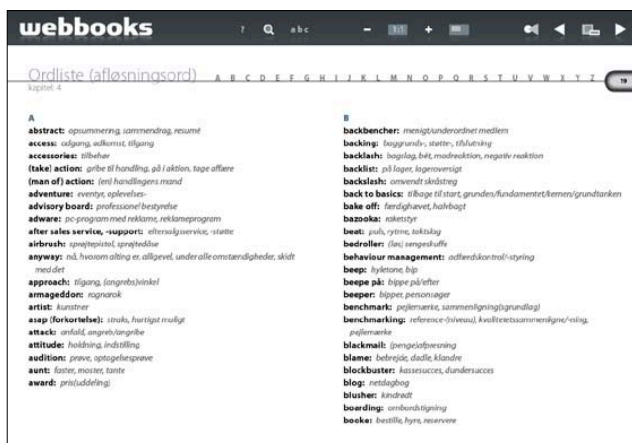 webbooks
? abc - 1:1 +
Ordliste (afløsningsord) A B C D E F G H I J K L M N O P Q R S T U V W X Y Z 19
kapitel: 4
A
abstract: opsummering, sammendrag, resumé
access: adgang, adkomst, tilgang
accessories: tilbehør
(take) action: gribe til handling, gå i aktion, tage affære
(man of) action: (en) handlingens mand
adventure: eventyr, oplevelses-
advisory board: professionel bestyrelse
adware: pc-program med reklame, reklameprogram
after sales service, -support: eftersalgsservice, -støtte
airbrush: sprøjtepistol, sprøjtedåse
anyway: nå, hvorom alting er, alligevel, under alle omstændigheder, skidt
med det
approach: tilgang, (angrebs)vinkel
armageddon: ragnarok
artist: kunstner
asap (forkortelse): straks, hurtigst muligt
attack: anfald, angreb/angribe
attitude: holdning, indstilling
audition: prøve, optagelsesprøve
aunt: faster, moster, tante
award: pris(uddeling)
B
backbencher: menigt/underordnet medlem
backing: baggrunds-, støtte-, tilslutning
backlash: bagslag, bét, modreaktion, negativ reaktion
backlist: på lager, lageroversigt
backslash: omvendt skråstreg
back to basics: tilbage til start, grunden/fundamentet/kernen/grundtanken
bake off: færdighævet, halvbagt
bazooka: raketstyr
beat: puls, rytme, taktslag
bedroller: (løs) sengeskuffe
behaviour management: adfærdskontrol/-styring
beep: hyletone, bip
beepe på: bippe på/efter
beeper: bipper, personsøger
benchmark: pejlemærke, sammenligning(sgrundlag)
benchmarking: reference-(niveau), kvalitetssammenligne/-ning,
pejlemærke
blackmail: (penge)afpresning
blame: bebrejde, dadle, klandre
blockbuster: kassesucces, dundersucces
blog: netdagbog
blusher: kindrødt
boarding: ombordstigning
booke: bestille, hyre, reservere